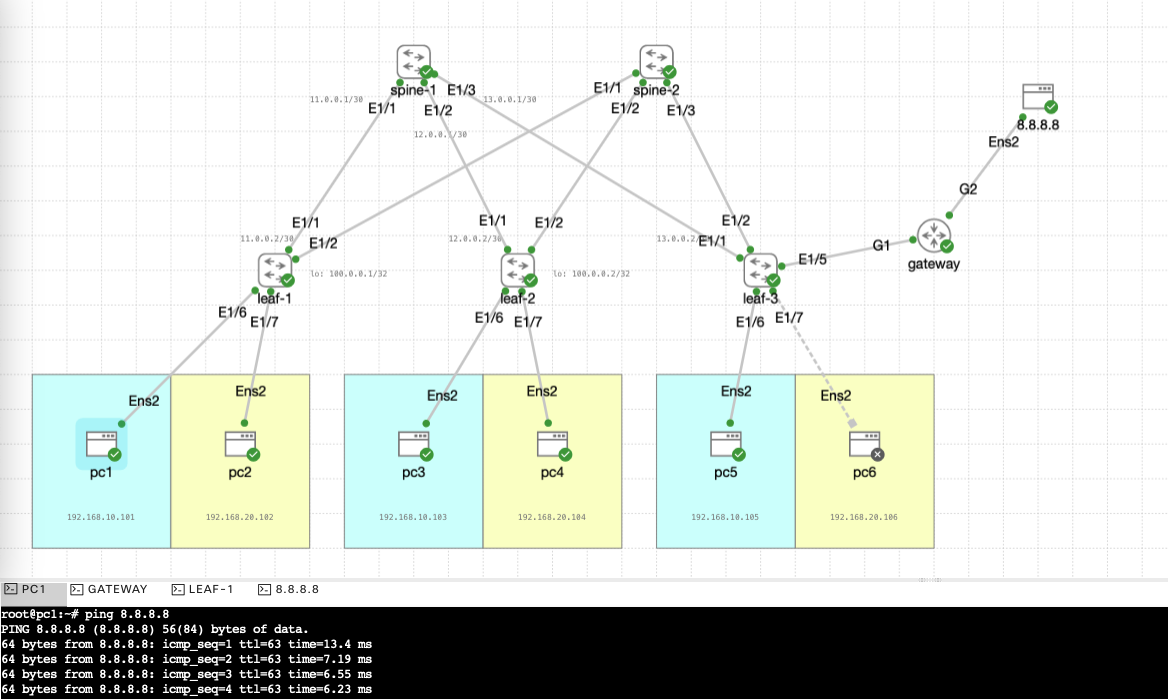 spine-1
spine-2
E1/3
E1/1
11.0.0.1/30
13.0.0.1/30
E1/1
E1/2
E1/2
E1/3
12.0.0.1/30
8.8.8.8
Ens2
G2
E1/1
E1/1
E1/2
E1/2
11.0.0.2/30
E1/2
12.0.0.2/30
13.0.0.2/30
E1/1
G1
E1/5
gateway
lo: 100.0.0.1/32
lo: 100.0.0.2/32
leaf-1
leaf-2
leaf-3
E1/6
E1/7
E1/6
E1/7
E1/6
E1/7
Ens2
Ens2
Ens2
Ens2
Ens2
Ens2
pc1
pc2
pc3
pc4
pc5
pc6
192.168.10.101
192.168.20.102
192.168.10.103
192.168.20.104
192.168.10.105
192.168.20.106
PC1
GATEWAY
LEAF-1
8.8.8.8
root@pc1:~# ping 8.8.8.8
PING 8.8.8.8 (8.8.8.8) 56(84) bytes of data.
64 bytes from 8.8.8.8: icmp_seq=1 ttl=63 time=13.4 ms
64 bytes from 8.8.8.8: icmp_seq=2 ttl=63 time=7.19 ms
64 bytes from 8.8.8.8: icmp_seq=3 ttl=63 time=6.55 ms
64 bytes from 8.8.8.8: icmp_seq=4 ttl=63 time=6.23 ms